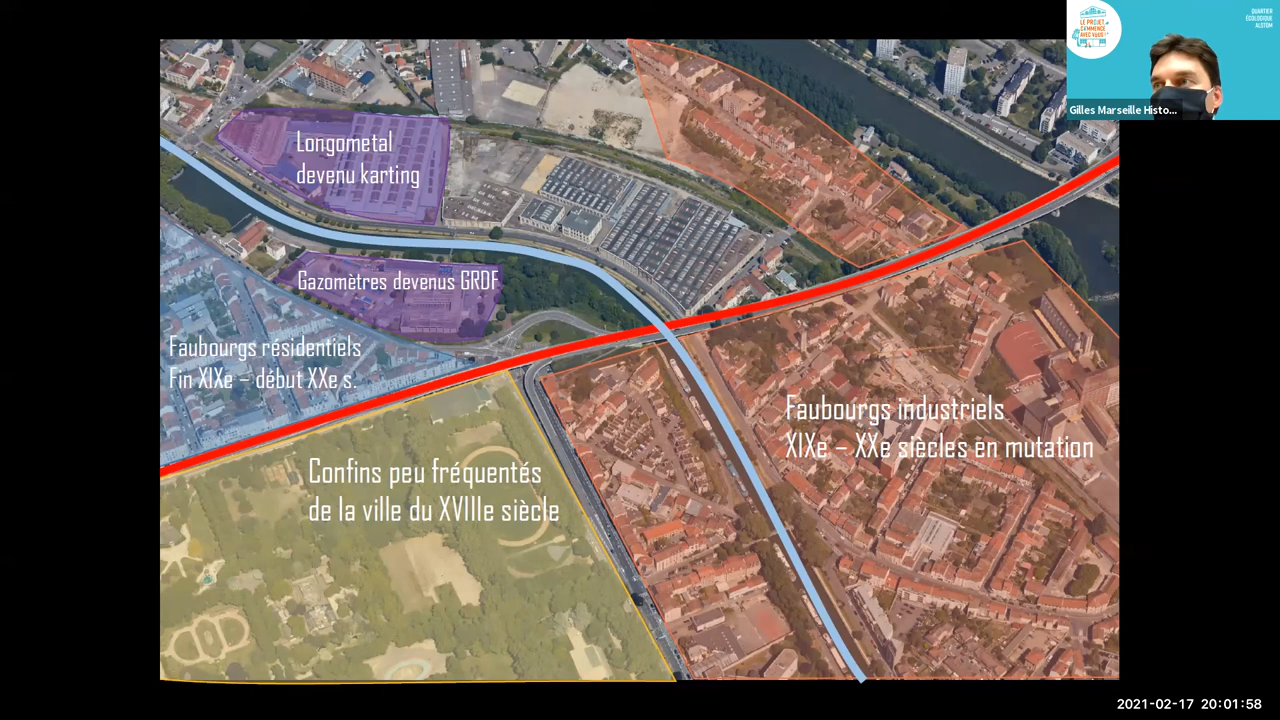 LE PROJET
COMMENCE
AVEC VOUS !
QUARTIER
ÉCOLOGIQUE
ALSTOM
Gilles Marseille Histo...
Longometal
devenu karting
Gazomètres devenus GRDF
Faubourgs résidentiels
Fin XIXe – début XXe s.
Faubourgs industriels
XIXe – XXe siècles en mutation
Confins peu fréquentés
de la ville du XVIIIe siècle
2021-02-17 20:01:58